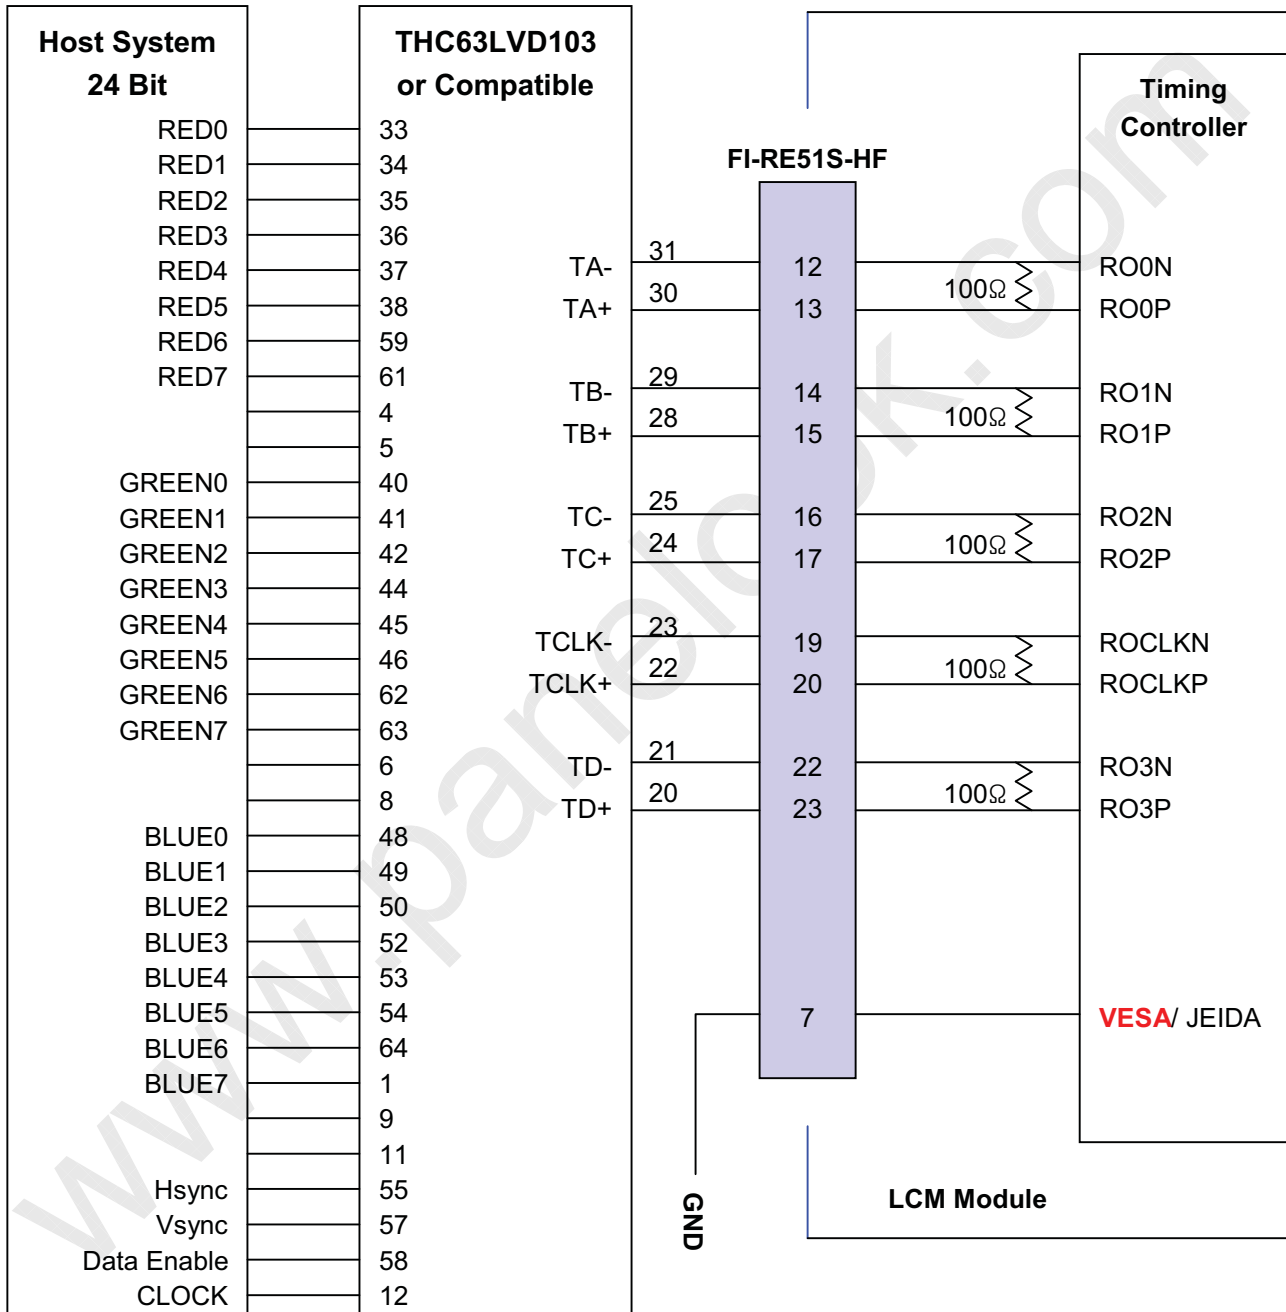 Host System
24 Bit
RED0
RED1
RED2
RED3
RED4
RED5
RED6
RED7
GREEN0
GREEN1
GREEN2
GREEN3
GREEN4
GREEN5
GREEN6
GREEN7
BLUE0
BLUE1
BLUE2
BLUE3
BLUE4
BLUE5
BLUE6
BLUE7
Hsync
Vsync
Data Enable
CLOCK
THC63LVD103
or Compatible
33
34
35
36
37
38
59
61
4
5
40
41
42
44
45
46
62
63
6
8
48
49
50
52
53
54
64
1
9
11
55
57
58
12
TA- 31
TA+ 30
TB- 29
TB+ 28
TC- 25
TC+ 24
TCLK- 23
TCLK+ 22
TD- 21
TD+ 20
GND
FI-RE51S-HF
12
13
14
15
16
17
19
20
22
23
7
100Ω
100Ω
100Ω
100Ω
100Ω
Timing
Controller
RO0N
RO0P
RO1N
RO1P
RO2N
RO2P
ROCLKN
ROCLKP
RO3N
RO3P
VESA/ JEIDA
LCM Module
www.panelook.com